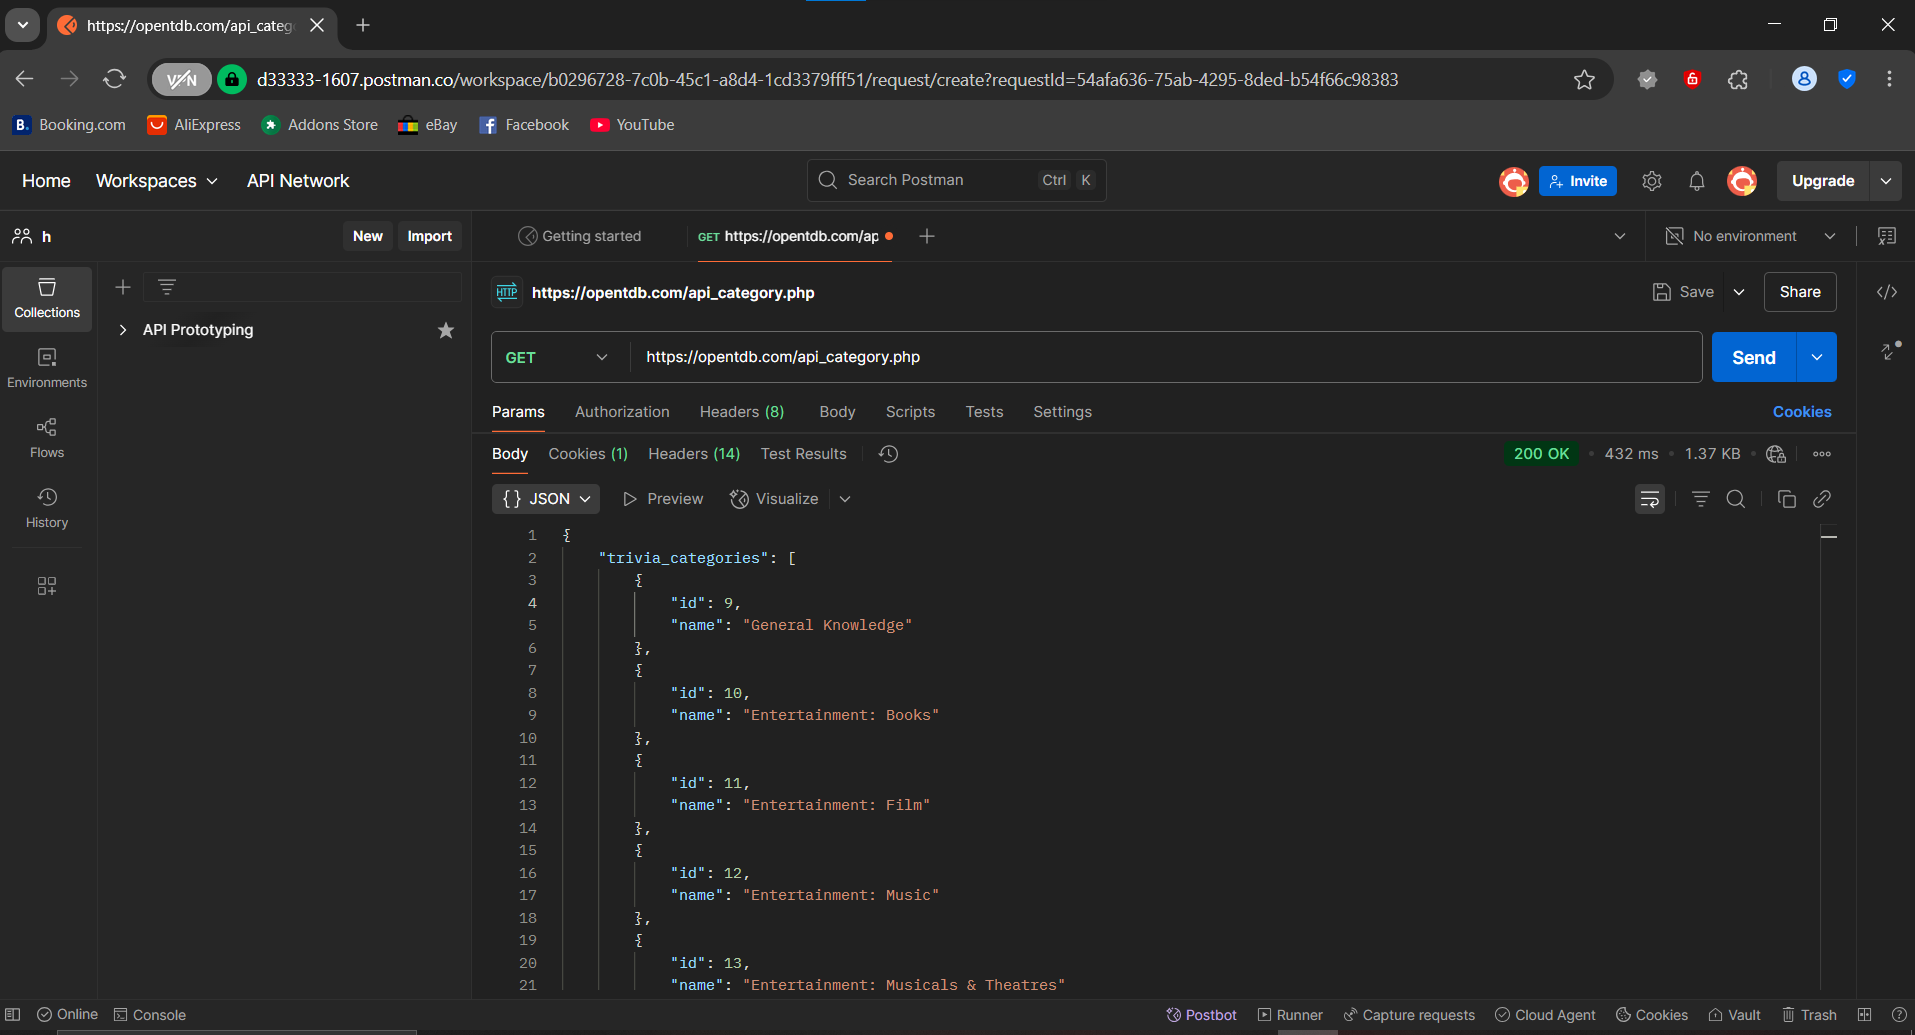 https://opentdb.com/api_categ
VPN
d33333-1607.postman.co/workspace/b0296728-7c0b-45c1-a8d4-1cd3379fff51/request/create?requestId=54afa636-75ab-4295-8ded-b54f66c98383
B. Booking.com AliExpress Addons Store eBay Facebook YouTube
Home Workspaces API Network Search Postman Ctrl K Invite Upgrade
h New Import Getting started GET https://opentdb.com/ap No environment
HTTP https://opentdb.com/api_category.php Save Share
Collections
API Prototyping
GET https://opentdb.com/api_category.php Send
Environments
Params Authorization Headers (8) Body Scripts Tests Settings Cookies
Flows
Body Cookies (1) Headers (14) Test Results 200 OK • 432 ms • 1.37 KB
{} JSON Preview Visualize
History
1 {
2 "trivia_categories": [
3 {
4 "id": 9,
5 "name": "General Knowledge"
6 },
7 {
8 "id": 10,
9 "name": "Entertainment: Books"
10 },
11 {
12 "id": 11,
13 "name": "Entertainment: Film"
14 },
15 {
16 "id": 12,
17 "name": "Entertainment: Music"
18 },
19 {
20 "id": 13,
21 "name": "Entertainment: Musicals & Theatres"
Online Console Postbot Runner Capture requests Cloud Agent Cookies Vault Trash